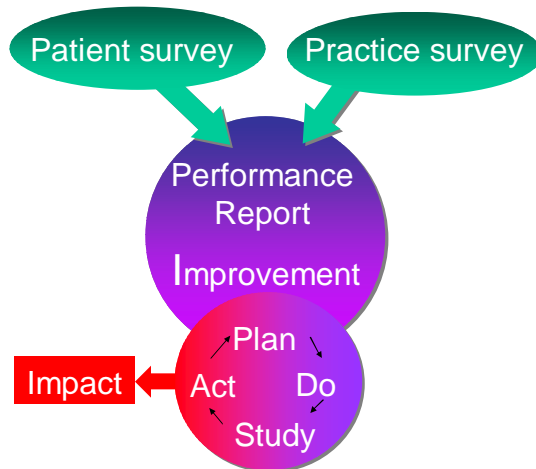 Patient survey
Practice survey
Performance
Report
Improvement
Plan
Act
Do
Study
Impact